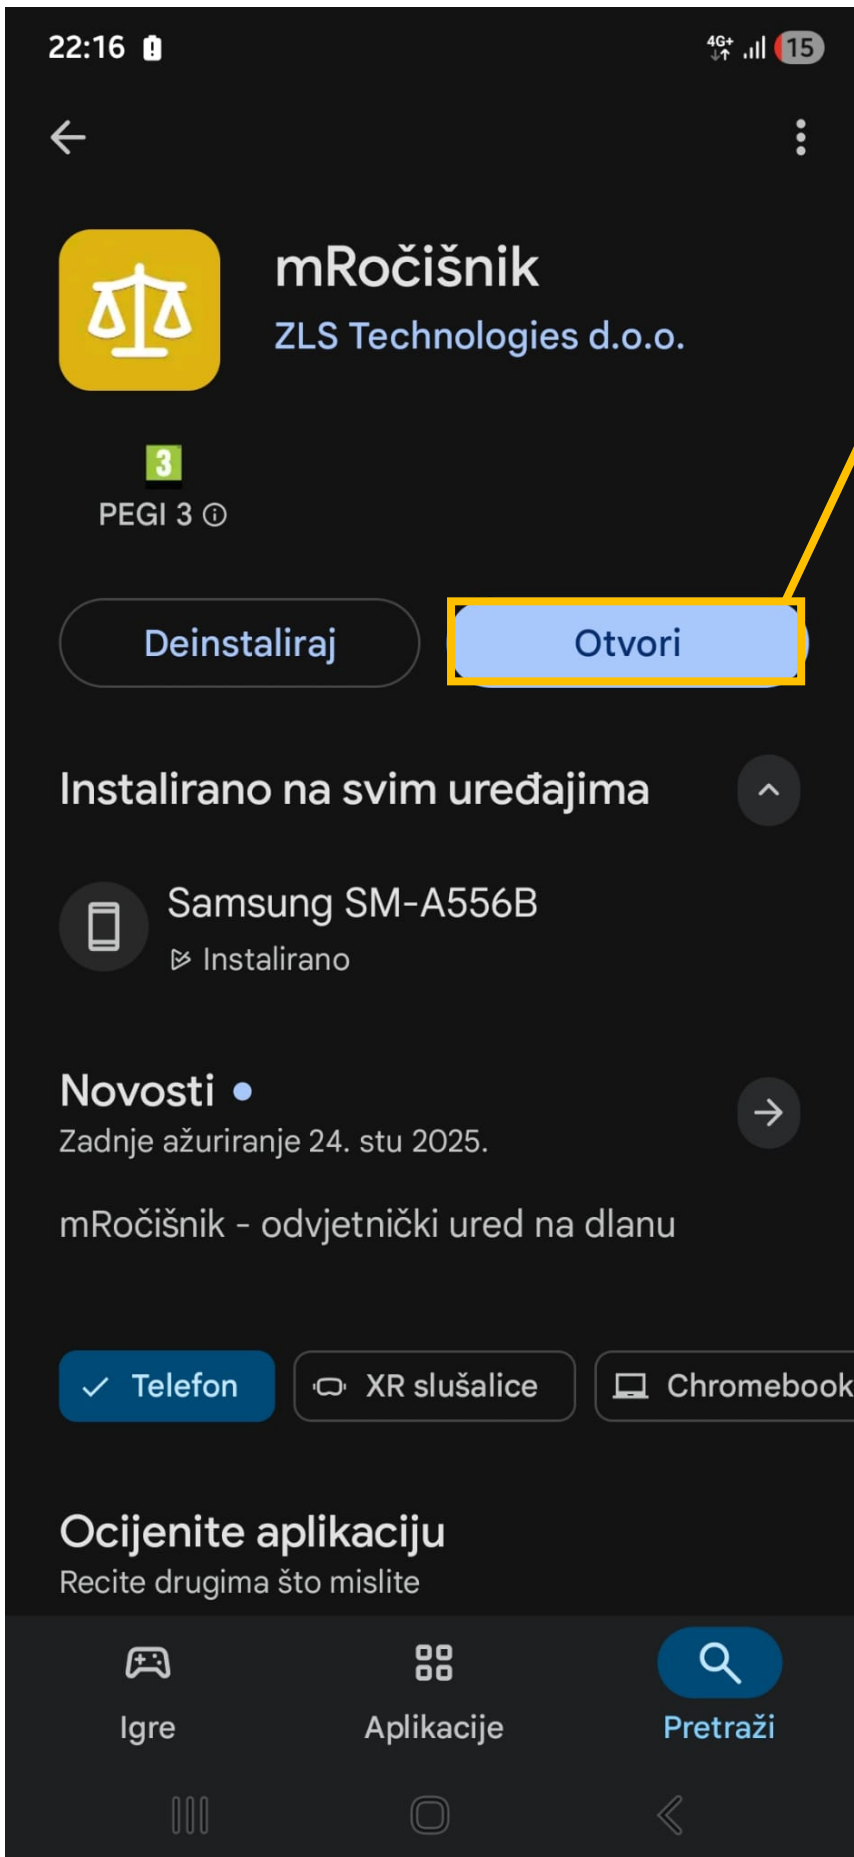 22:16
4G+
15
mRočišnik
ZLS Technologies d.o.o.
3
PEGI 3
Deinstaliraj
Otvori
Instalirano na svim uređajima
Samsung SM-A556B
Instalirano
Novosti
Zadnje ažuriranje 24. stu 2025.
mRočišnik - odvjetnički ured na dlanu
Telefon
XR slušalice
Chromebook
Ocijenite aplikaciju
Recite drugima što mislite
Igre
Aplikacije
Pretraži